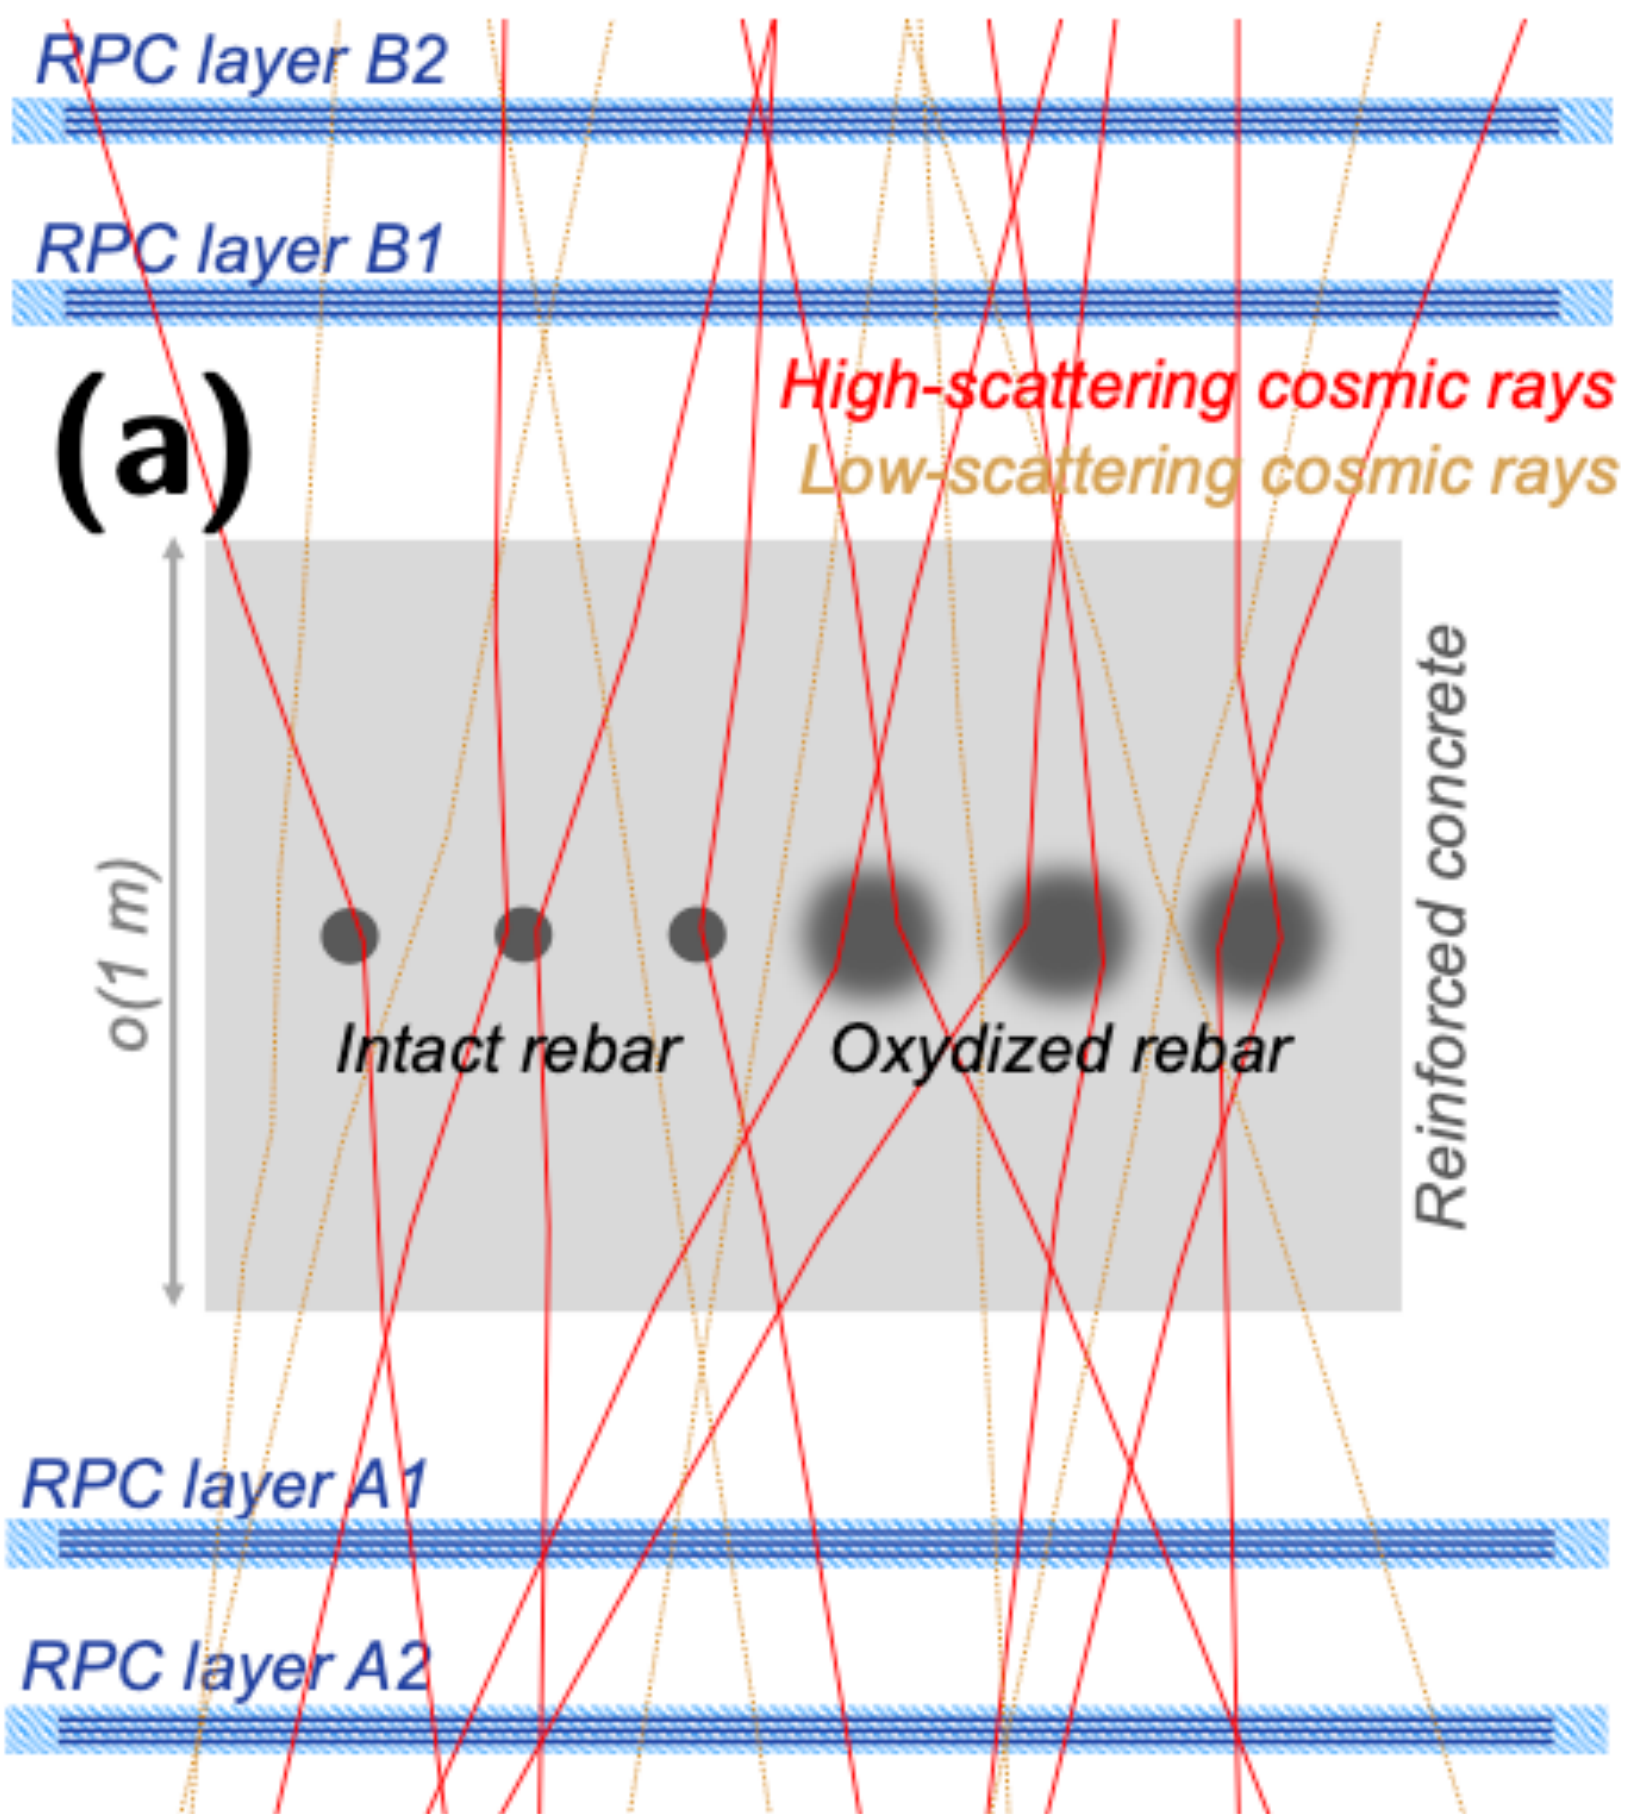 RPC layer B2
RPC layer B1
(a)
High-scattering cosmic rays
Low-scattering cosmic rays
o(1 m)
Reinforced concrete
Intact rebar
Oxydized rebar
RPC layer A1
RPC layer A2